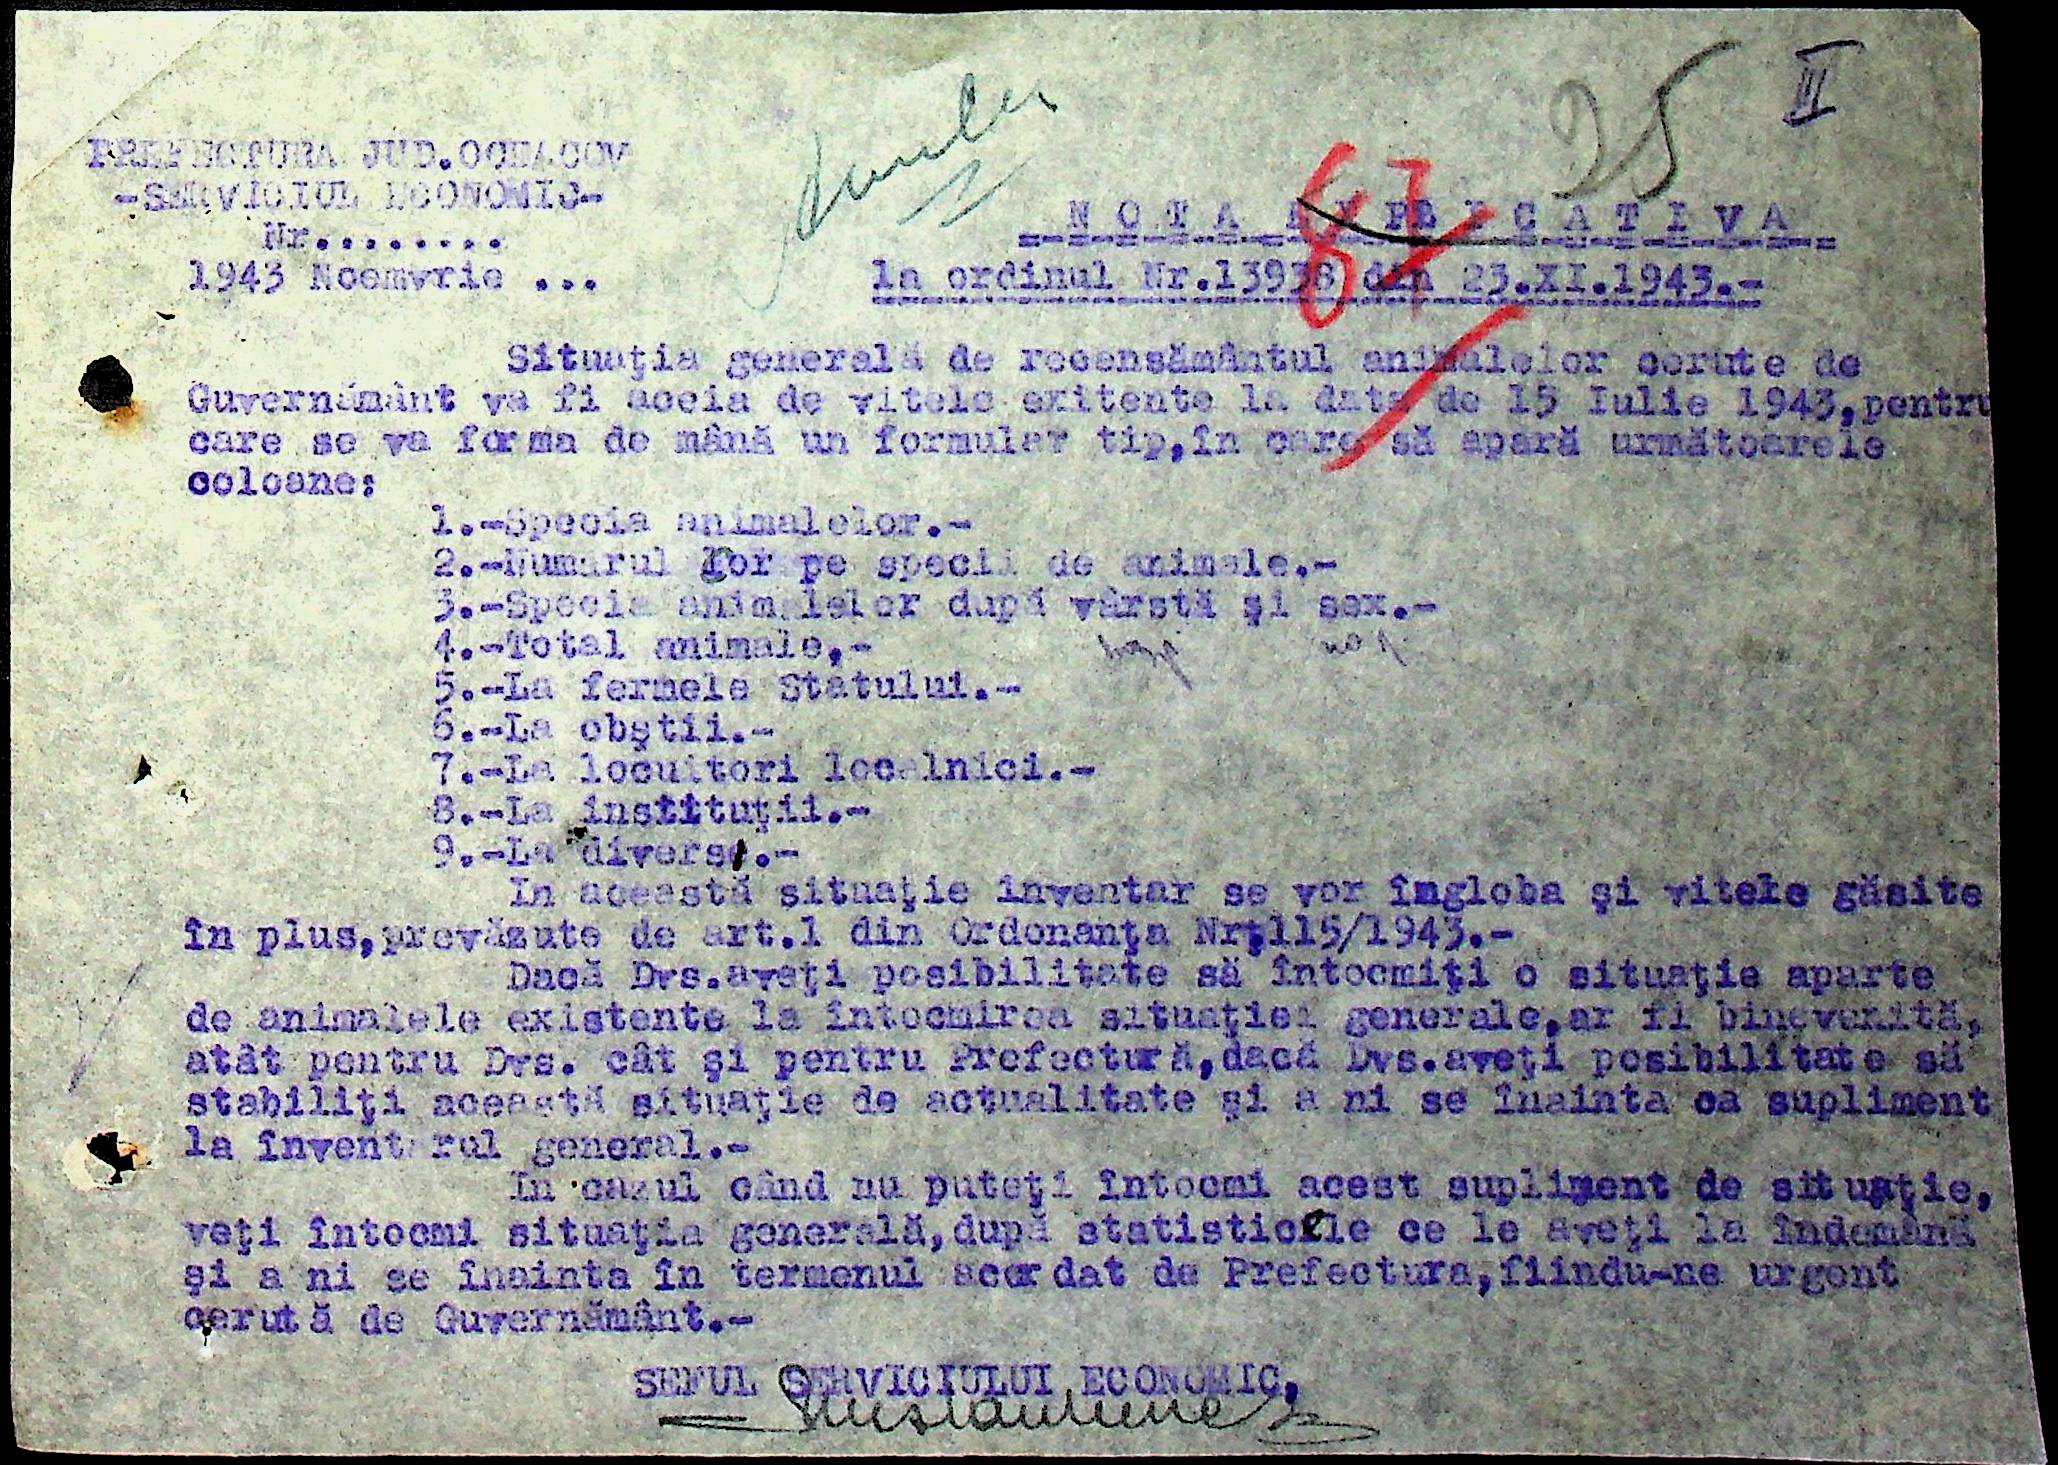 25
III
67
PREFECTURA JUD.OCEACOV
-SERVICIUL ECONOMIC-
Nr........
1943 Noemvrie ...
NOTA EXPLICATIVA
la ordinul Nr.13938 din 23.XI.1943.-
Situaţia generală de recensământul animalelor cerute de
Guvernământ va fi aceia de vitele exitente la data de 15 Iulie 1943,pentru
care se va forma de mână un formular tip,în care să apară următoarele
coloane:
1.-Specia animalelor.-
2.-Numărul lor pe specii de animale.-
3.-Specia animalelor după vârstă şi sex.-
4.-Total animale.-
5.-La fermele Statului.-
6.-La obştii.-
7.-La locuitori localnici.-
8.-La instituţii.-
9.-La diverse.-
In această situaţie inventar se vor îngloba şi vitele găsite
în plus,prevăzute de art.1 din Ordonanţa Nr.115/1943.-
Dacă Dvs.aveţi posibilitate să întocmiţi o situaţie aparte
de animalele existente la întocmirea situaţiei generale,ar fi binevenită,
atât pentru Dvs. cât şi pentru Prefectură,dacă Dvs.aveţi posibilitate să
stabiliţi această situaţie de actualitate şi a ni se înainta ca supliment
la inventarul general.-
In cazul când nu puteţi întocmi acest supliment de situaţie,
veţi întocmi situaţia generală,după statisticele ce le aveţi la îndemână
şi a ni se înainta în termenul acordat de Prefectura,fiindu-ne urgent
cerută de Guvernământ.-
SEFUL SERVICIULUI ECONOMIC,